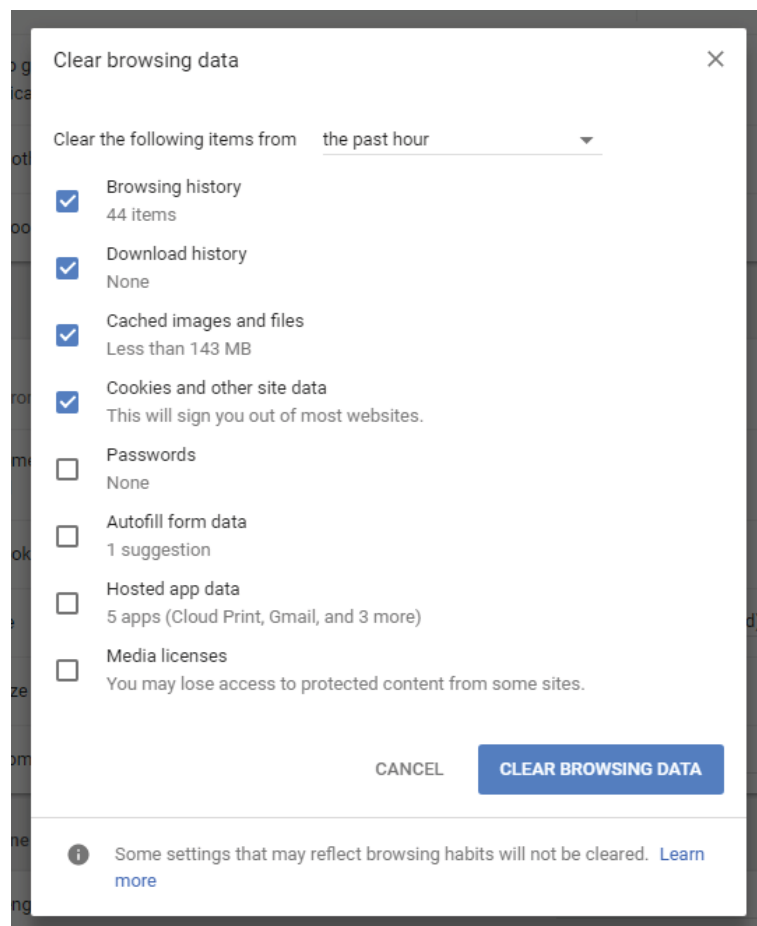 Clear browsing data
Clear the following items from the past hour
Browsing history
44 items
Download history
None
Cached images and files
Less than 143 MB
Cookies and other site data
This will sign you out of most websites.
Passwords
None
Autofill form data
1 suggestion
Hosted app data
5 apps (Cloud Print, Gmail, and 3 more)
Media licenses
You may lose access to protected content from some sites.
CANCEL CLEAR BROWSING DATA
Some settings that may reflect browsing habits will not be cleared. Learn
more